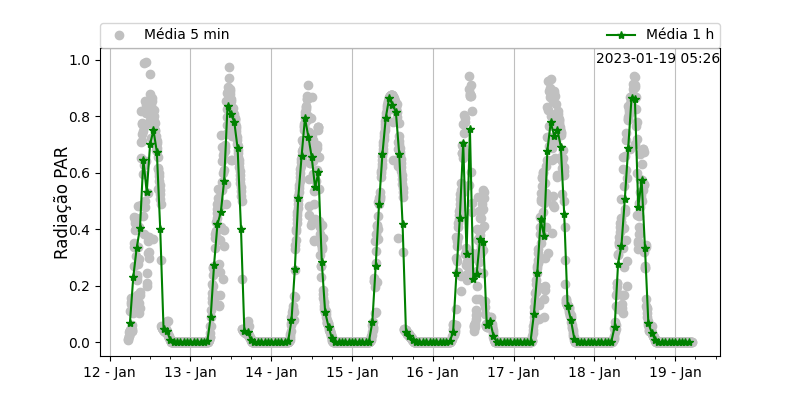 Média 5 min
Média 1 h
2023-01-19 05:26
Radiação PAR
1.0
0.8
0.6
0.4
0.2
0.0
12 - Jan
13 - Jan
14 - Jan
15 - Jan
16 - Jan
17 - Jan
18 - Jan
19 - Jan